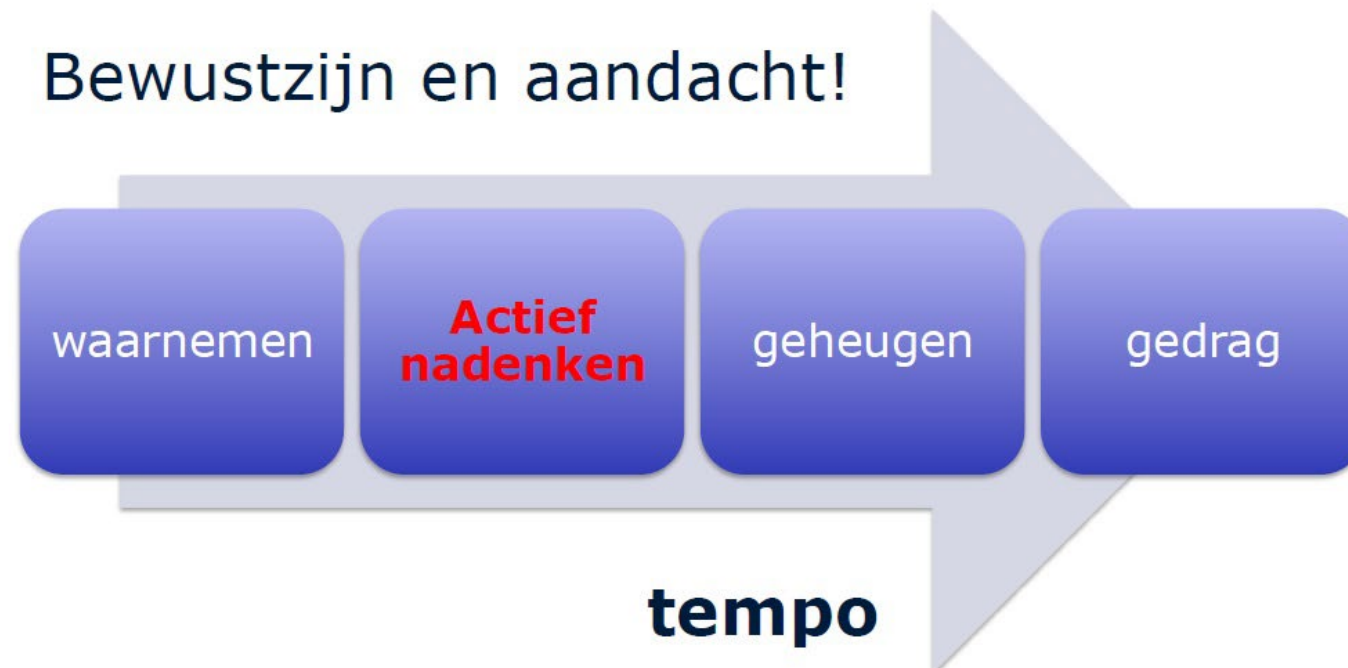 Bewustzijn en aandacht!
waarnemen
Actief
nadenken
geheugen
gedrag
tempo